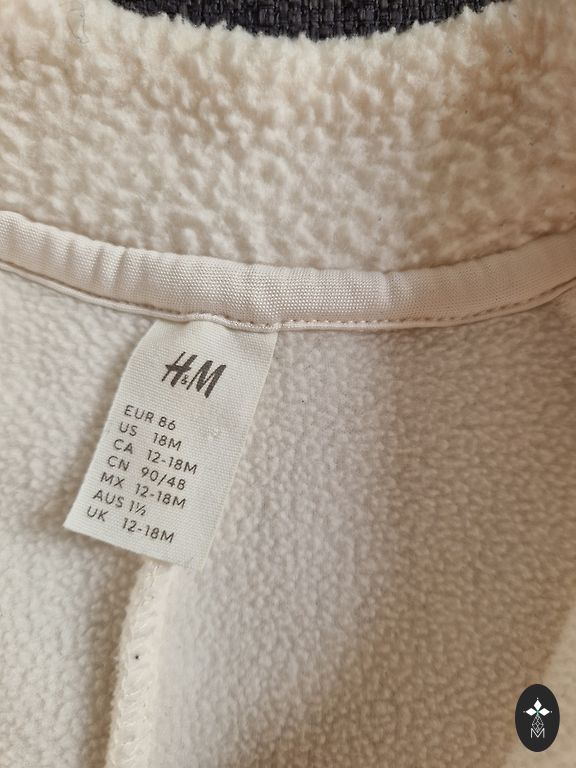 H&M
EUR 86
US 18M
CA 12-18M
CN 90/48
MX 12-18M
AUS 1½
UK 12-18M
M